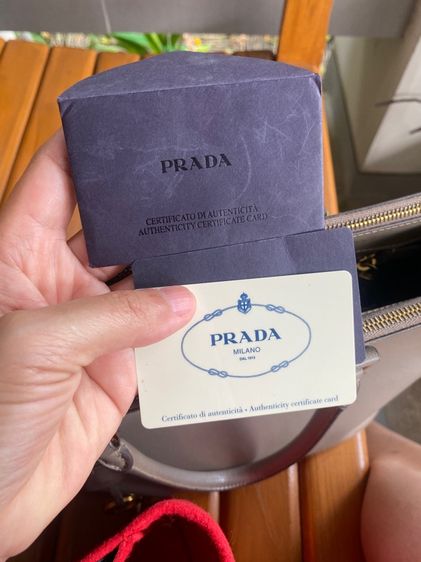 PRADA
CERTIFICATO DI AUTENTICITÀ
AUTHENTICITY CERTIFICATE CARD
PRADA
MILANO
DAL 1913
Certificato di autenticità • Authenticity certificate card